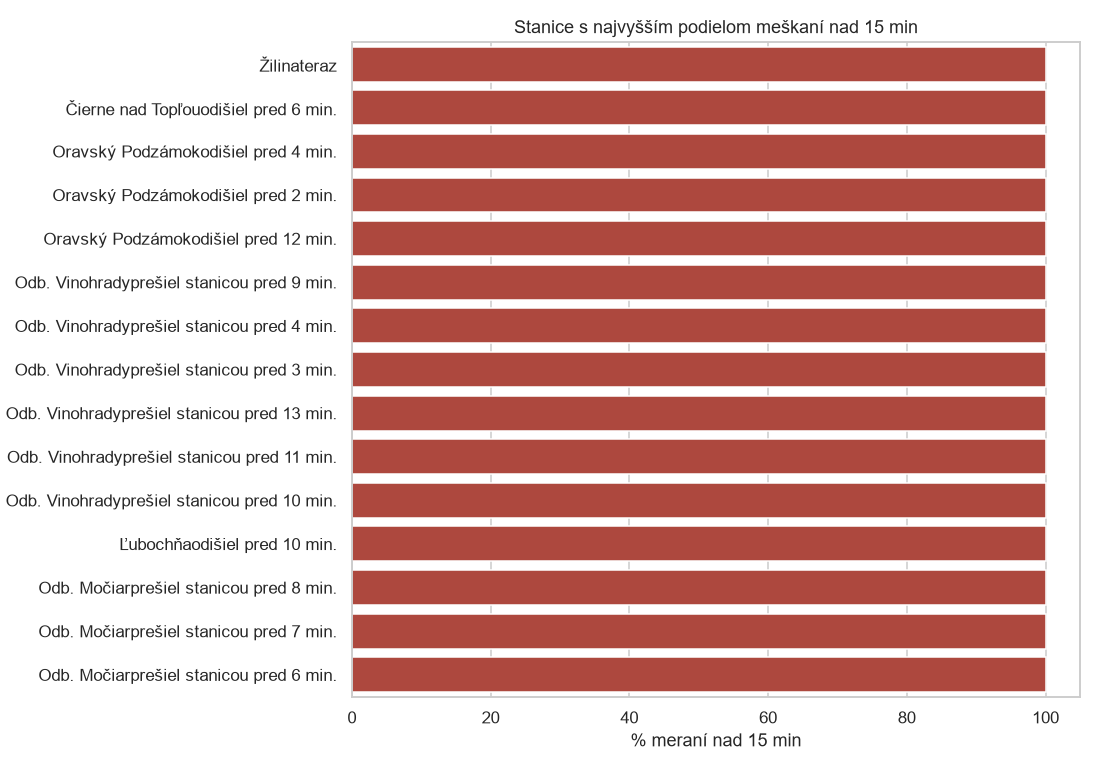 Stanice s najvyšším podielom meškaní nad 15 min
Žilinateraz
Čierne nad Topľouodišiel pred 6 min.
Oravský Podzámokodišiel pred 4 min.
Oravský Podzámokodišiel pred 2 min.
Oravský Podzámokodišiel pred 12 min.
Odb. Vinohradyprešiel stanicou pred 9 min.
Odb. Vinohradyprešiel stanicou pred 4 min.
Odb. Vinohradyprešiel stanicou pred 3 min.
Odb. Vinohradyprešiel stanicou pred 13 min.
Odb. Vinohradyprešiel stanicou pred 11 min.
Odb. Vinohradyprešiel stanicou pred 10 min.
Ľubochňaodišiel pred 10 min.
Odb. Močiarprešiel stanicou pred 8 min.
Odb. Močiarprešiel stanicou pred 7 min.
Odb. Močiarprešiel stanicou pred 6 min.
0 20 40 60 80 100
% meraní nad 15 min